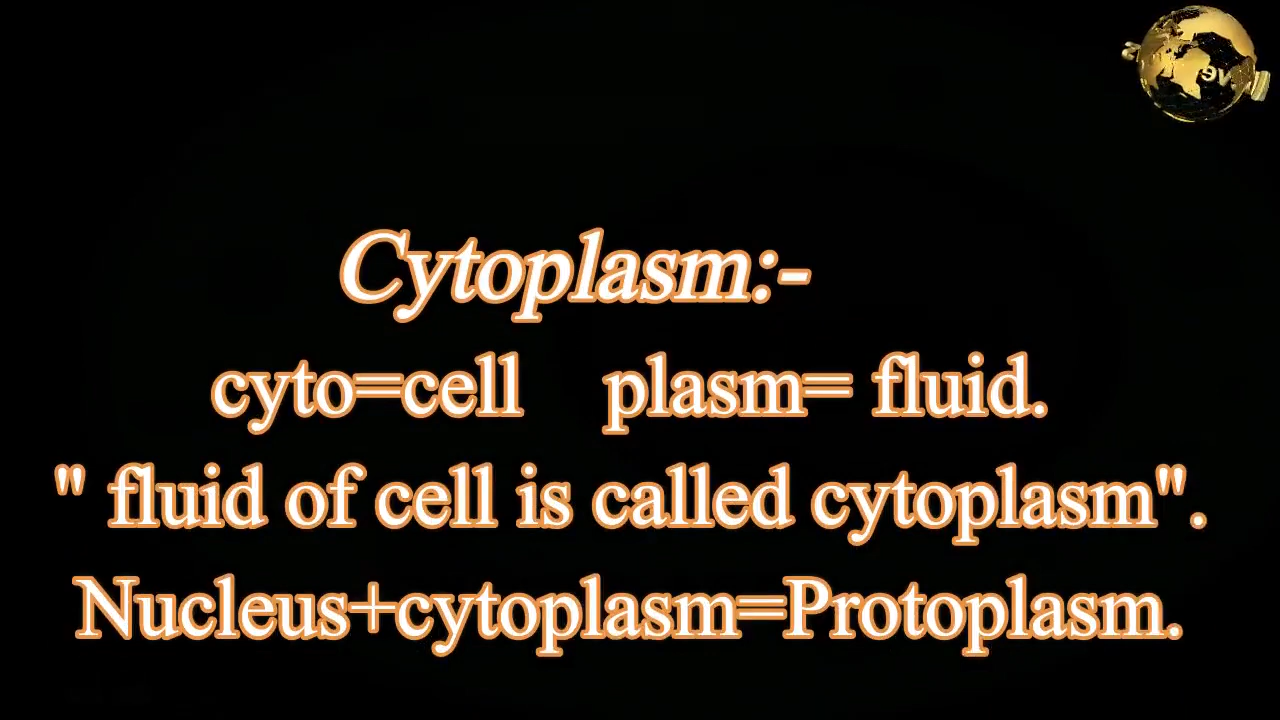 Cytoplasm:-
cyto=cell plasm= fluid.
" fluid of cell is called cytoplasm".
Nucleus+cytoplasm=Protoplasm.